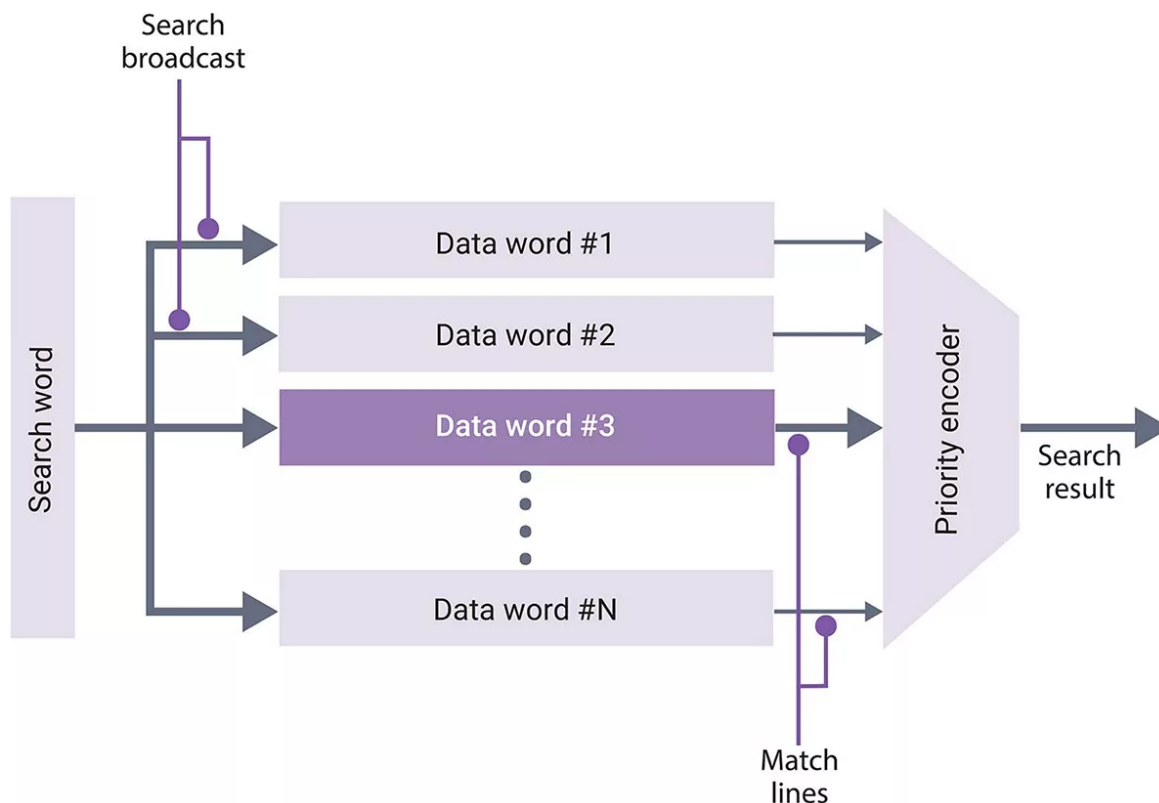 Search
broadcast
Search word
Data word #1
Data word #2
Data word #3
Data word #N
Priority encoder
Search
result
Match
lines